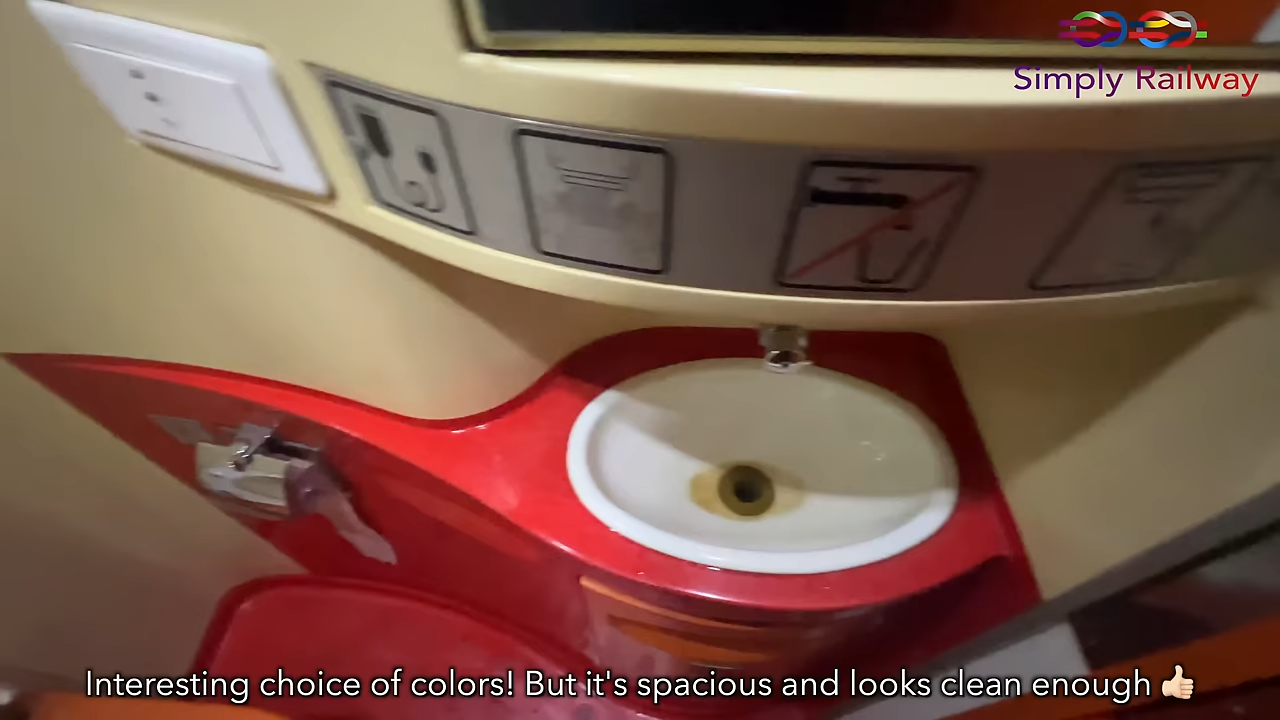 Simply Railway
Interesting choice of colors! But it's spacious and looks clean enough 👍🏻